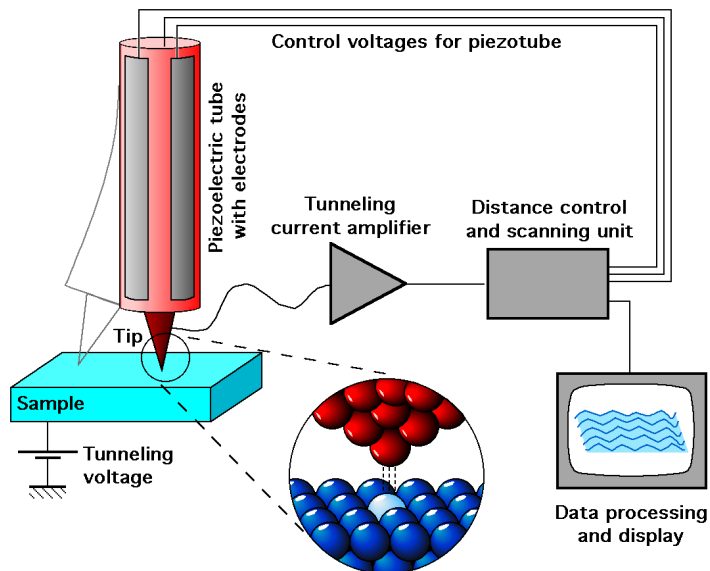 Control voltages for piezotube
Piezoelectric tube
with electrodes
Tunneling
current amplifier
Distance control
and scanning unit
Tip
Sample
Tunneling
voltage
Data processing
and display